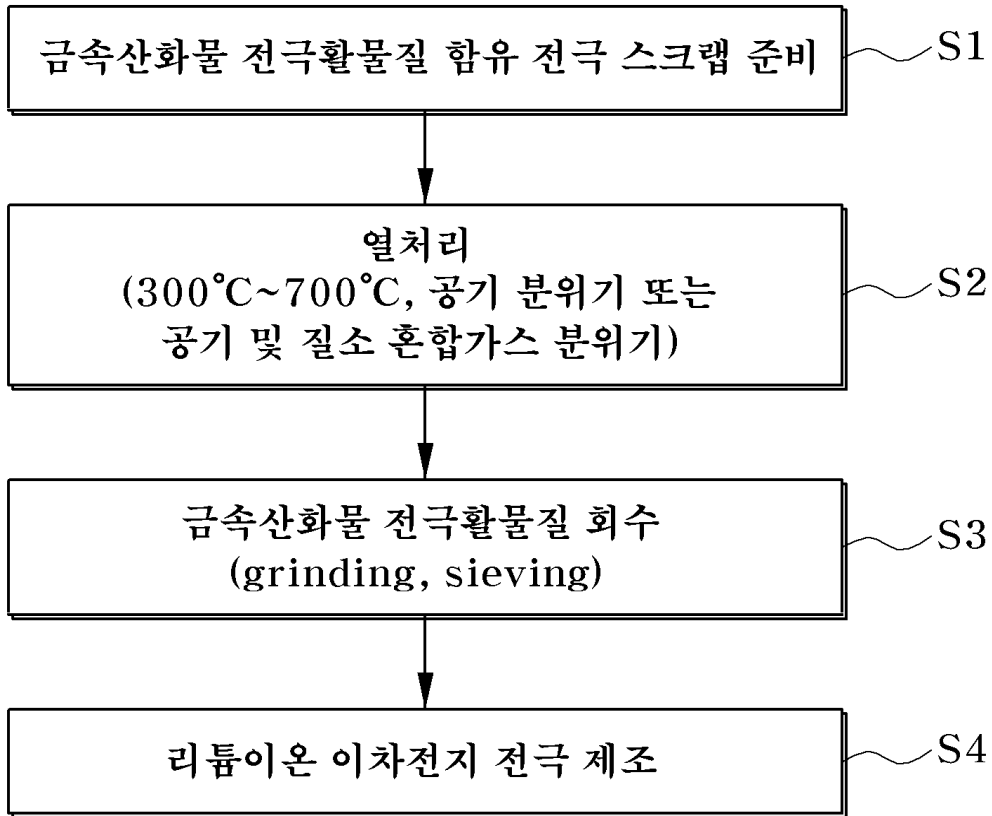 금속산화물 전극활물질 함유 전극 스크랩 준비
S1
열처리
(300℃~700℃, 공기 분위기 또는
공기 및 질소 혼합가스 분위기)
S2
금속산화물 전극활물질 회수
(grinding, sieving)
S3
리튬이온 이차전지 전극 제조
S4